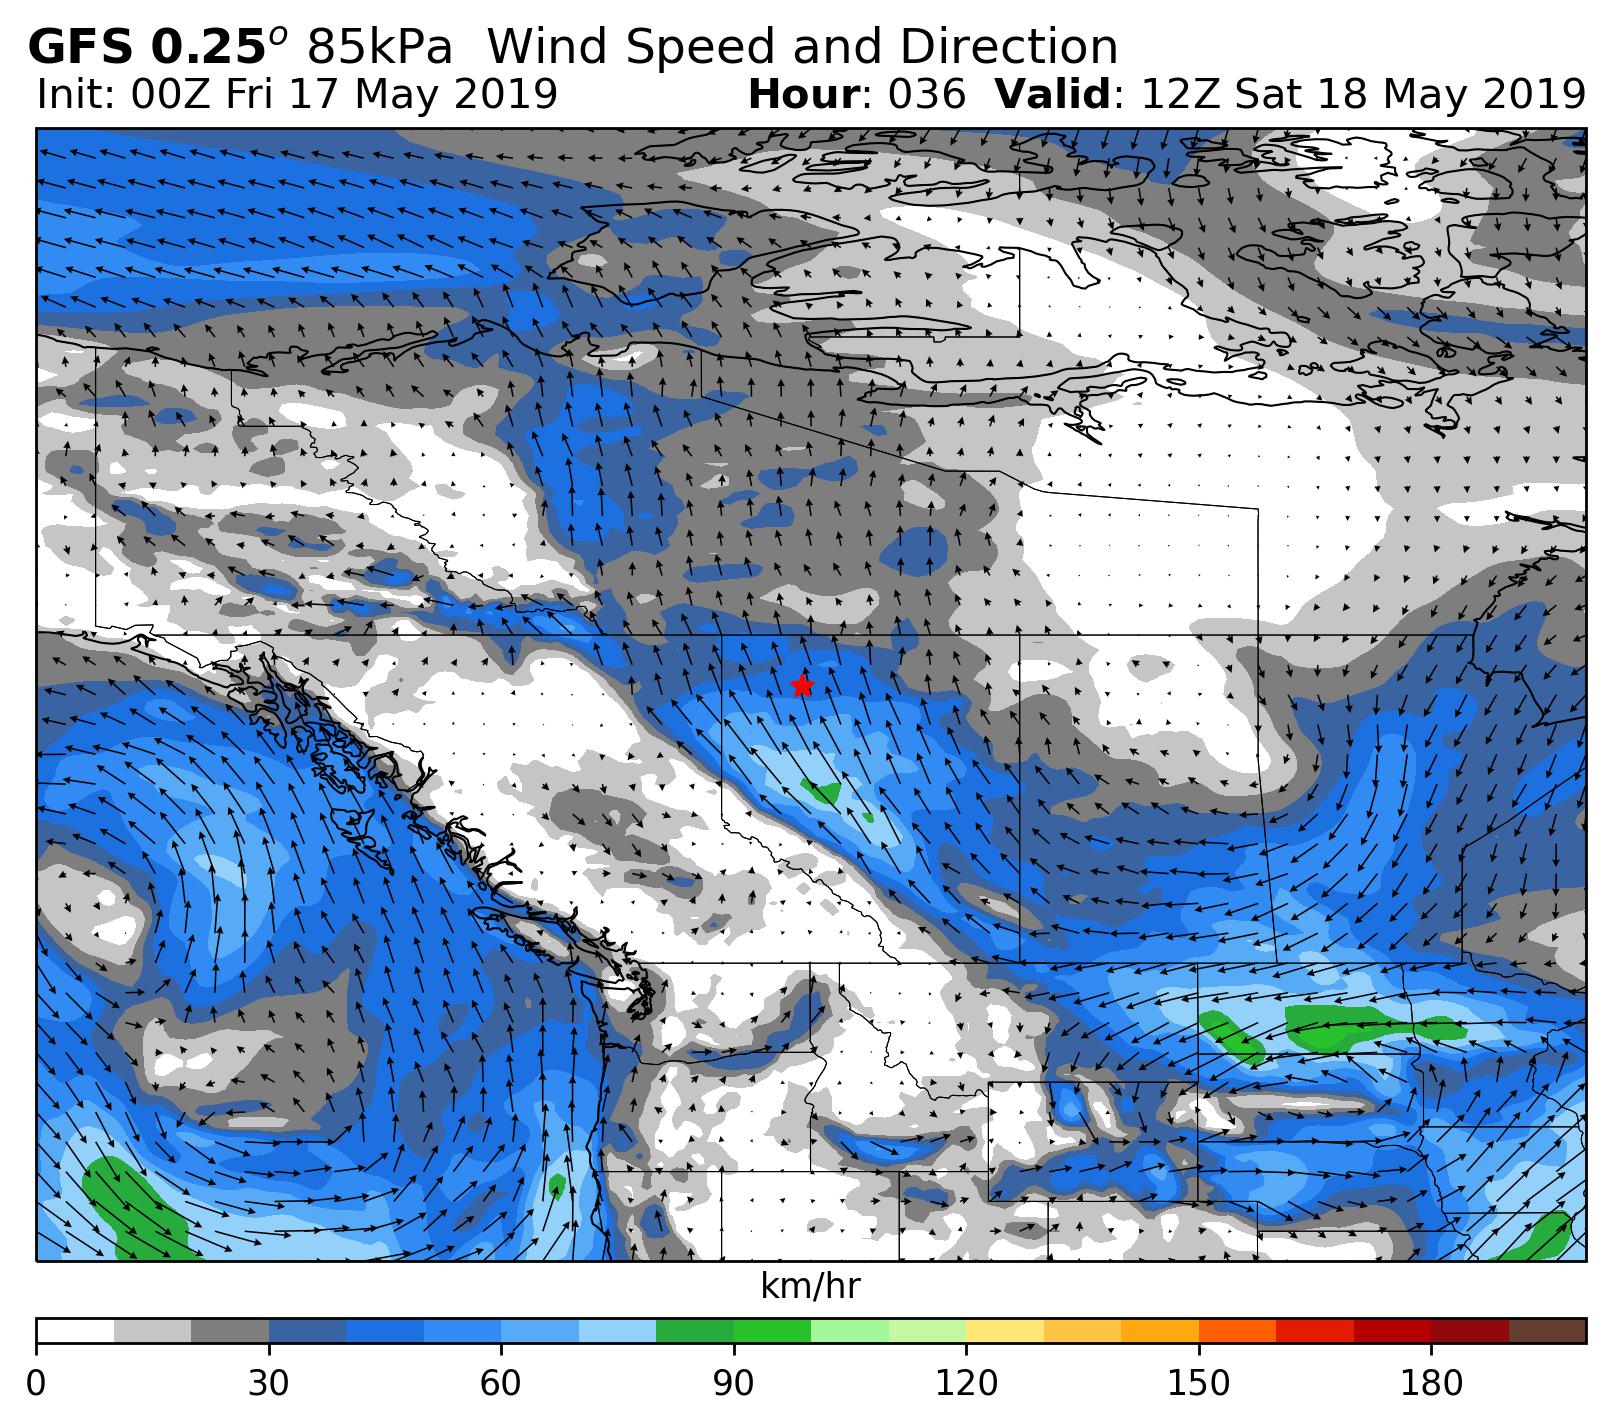 GFS 0.25° 85kPa Wind Speed and Direction
Init: 00Z Fri 17 May 2019 Hour: 036 Valid: 12Z Sat 18 May 2019
km/hr
0 30 60 90 120 150 180